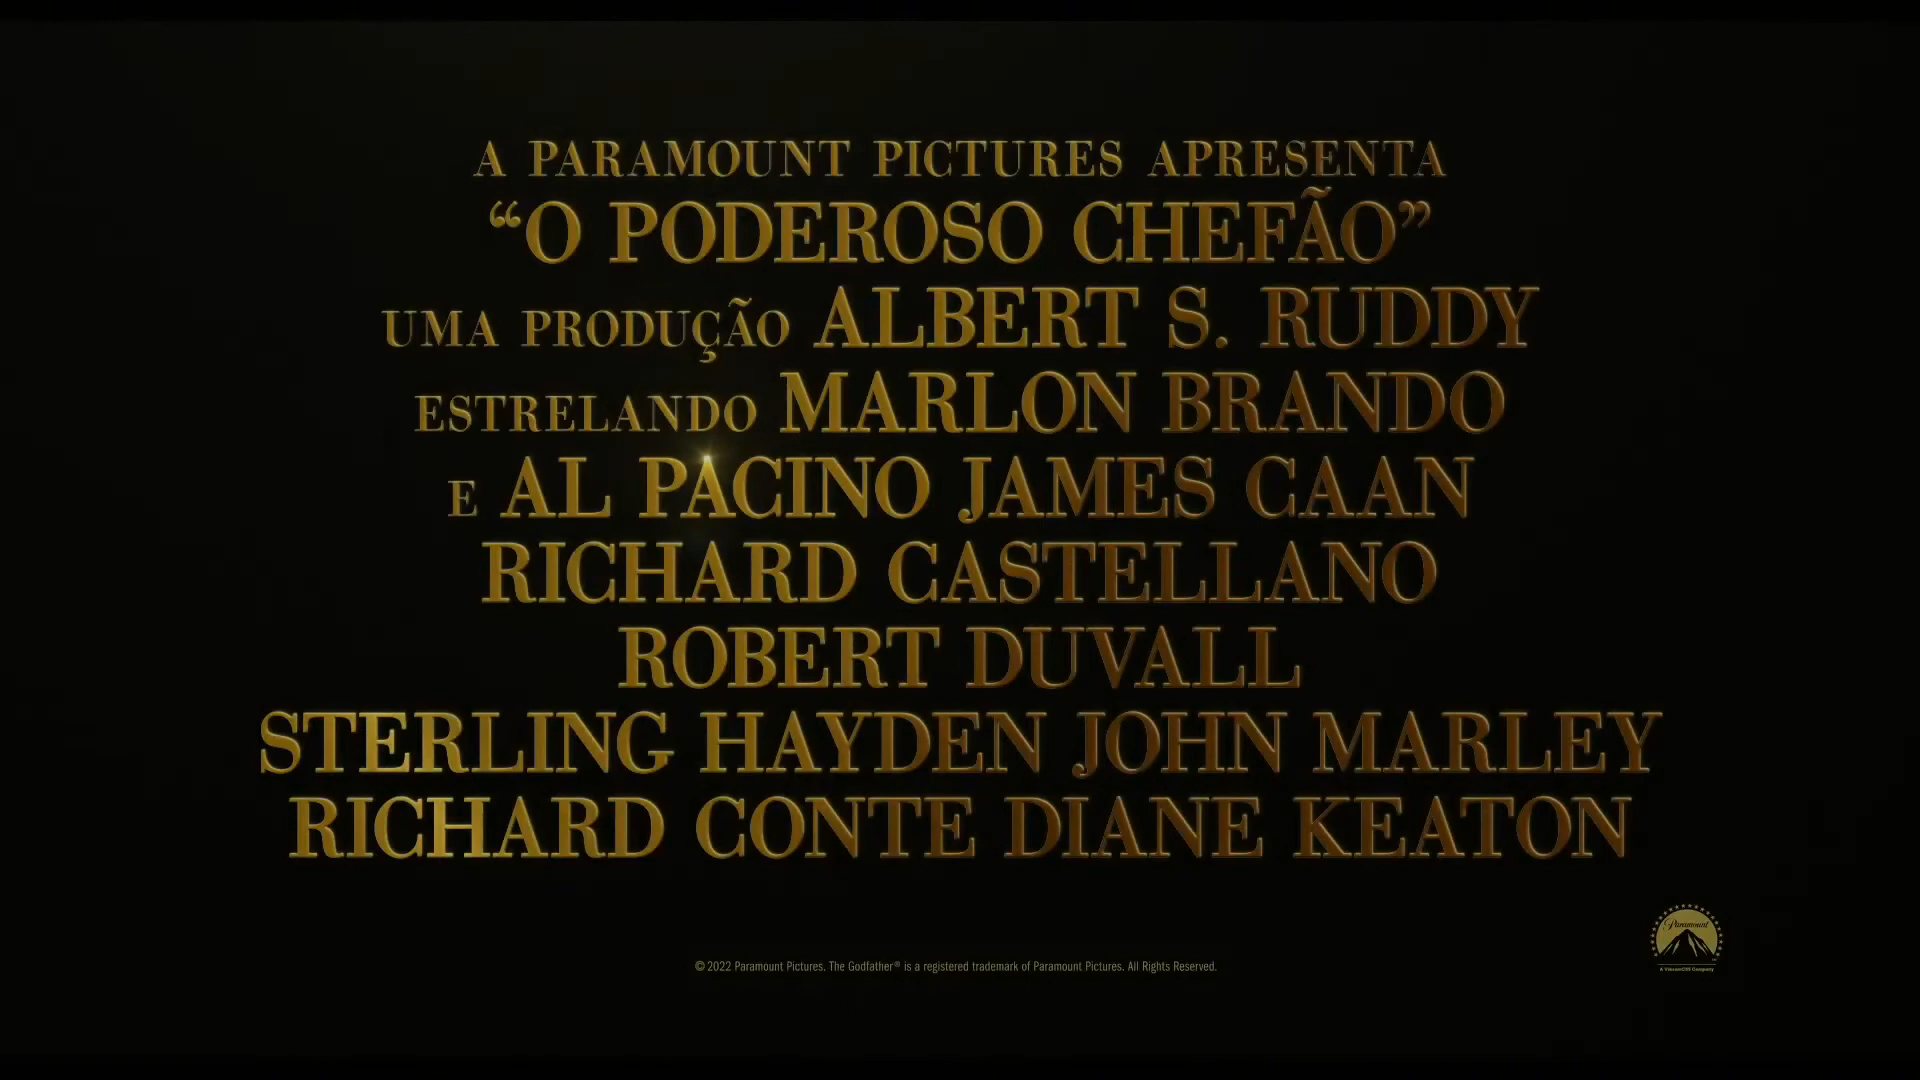 A PARAMOUNT PICTURES APRESENTA
“O PODEROSO CHEFÃO”
UMA PRODUÇÃO ALBERT S. RUDDY
ESTRELANDO MARLON BRANDO
E AL PACINO JAMES CAAN
RICHARD CASTELLANO
ROBERT DUVALL
STERLING HAYDEN JOHN MARLEY
RICHARD CONTE DIANE KEATON
Paramount
A ViacomCBS Company
©2022 Paramount Pictures. The Godfather® is a registered trademark of Paramount Pictures. All Rights Reserved.